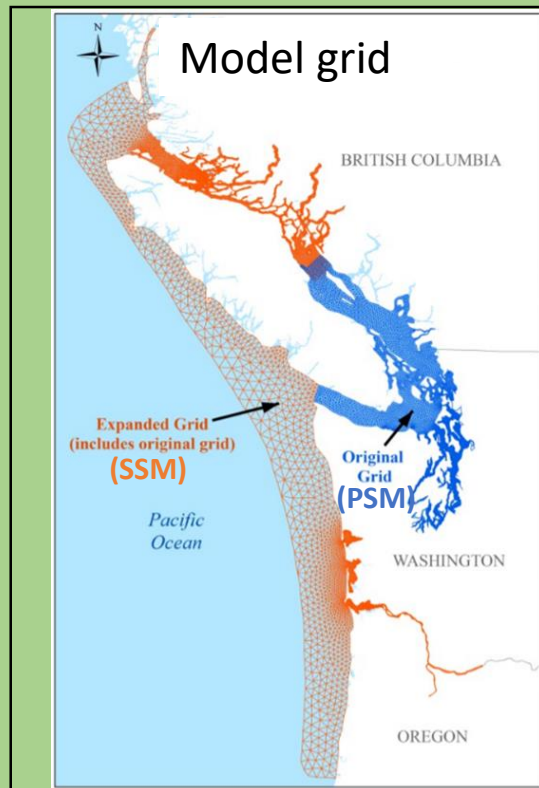 N
Model grid
BRITISH COLUMBIA
Expanded Grid
(includes original grid)
(SSM)
Original
Grid
(PSM)
Pacific
Ocean
WASHINGTON
OREGON